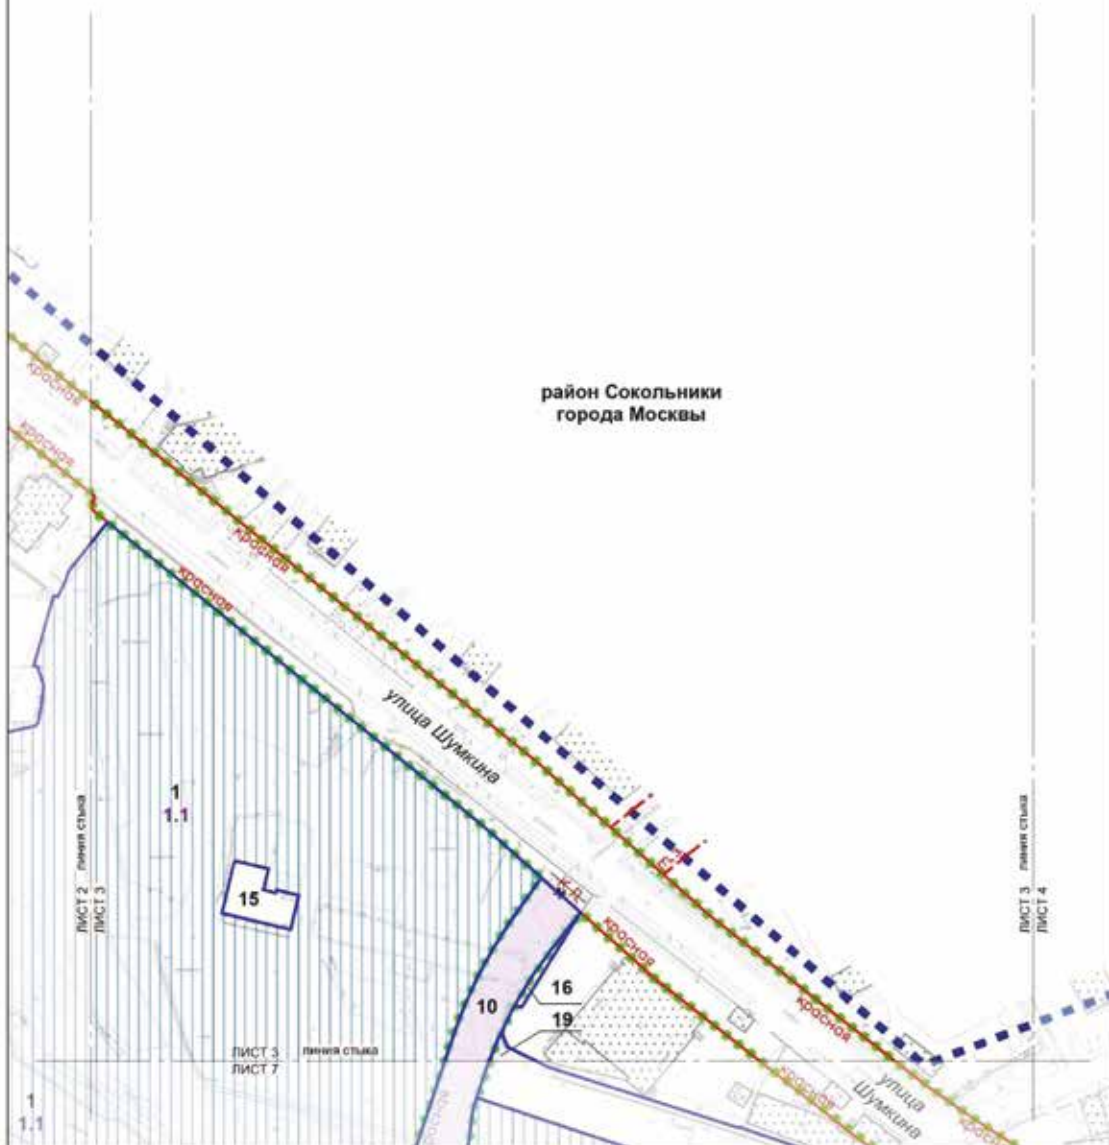 район Сокольники
города Москвы
красная
красная
красная
красная
улица Шумкина
1
1.1
ЛИСТ 2 линия стыка
ЛИСТ 3
15
ЛИСТ 3 линия стыка
ЛИСТ 4
красная
16
10
19
красная
ЛИСТ 3 линия стыка
ЛИСТ 7
красная
улица
Шумкина
1
1.1